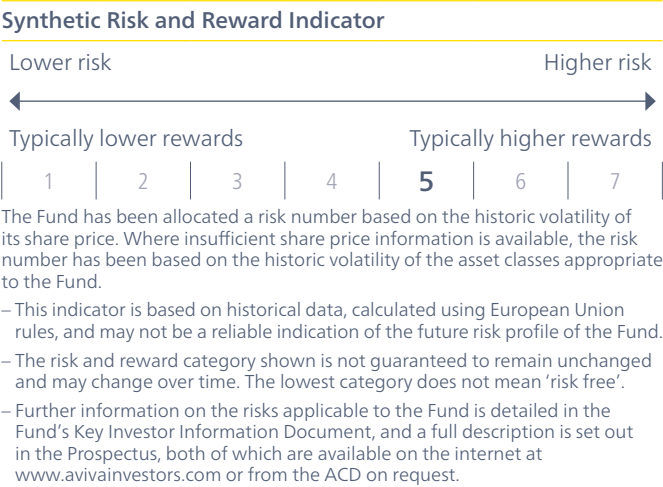 Synthetic Risk and Reward Indicator
Lower risk Higher risk
Typically lower rewards Typically higher rewards
1 2 3 4 5 6 7
The Fund has been allocated a risk number based on the historic volatility of
its share price. Where insufficient share price information is available, the risk
number has been based on the historic volatility of the asset classes appropriate
to the Fund.
– This indicator is based on historical data, calculated using European Union
rules, and may not be a reliable indication of the future risk profile of the Fund.
– The risk and reward category shown is not guaranteed to remain unchanged
and may change over time. The lowest category does not mean ‘risk free’.
– Further information on the risks applicable to the Fund is detailed in the
Fund’s Key Investor Information Document, and a full description is set out
in the Prospectus, both of which are available on the internet at
www.avivainvestors.com or from the ACD on request.